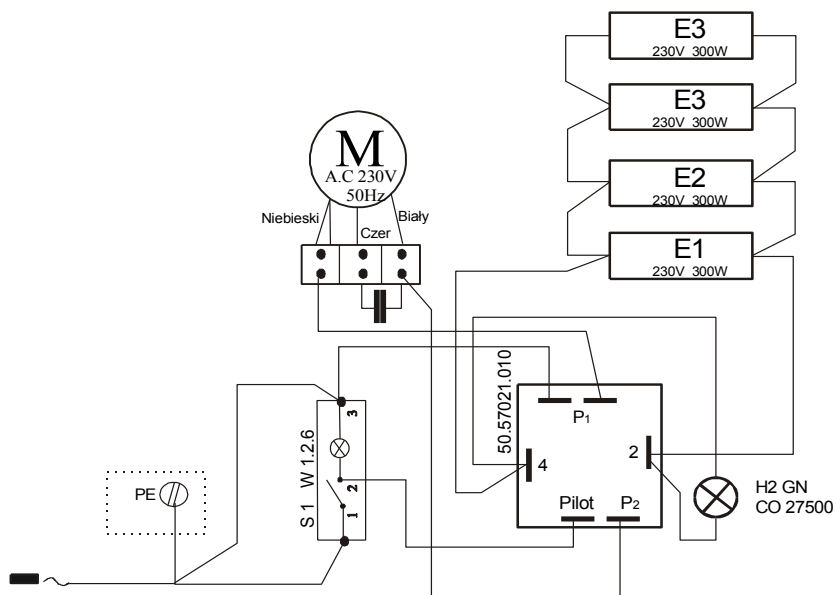 E3
230V 300W
E3
230V 300W
E2
230V 300W
E1
230V 300W
M
A.C 230V
50Hz
Niebieski
Biały
Czer
50.57021.010
P1
4
2
Pilot
P2
H2 GN
CO 27500
S 1 W 1.2.6
3
2
1
PE